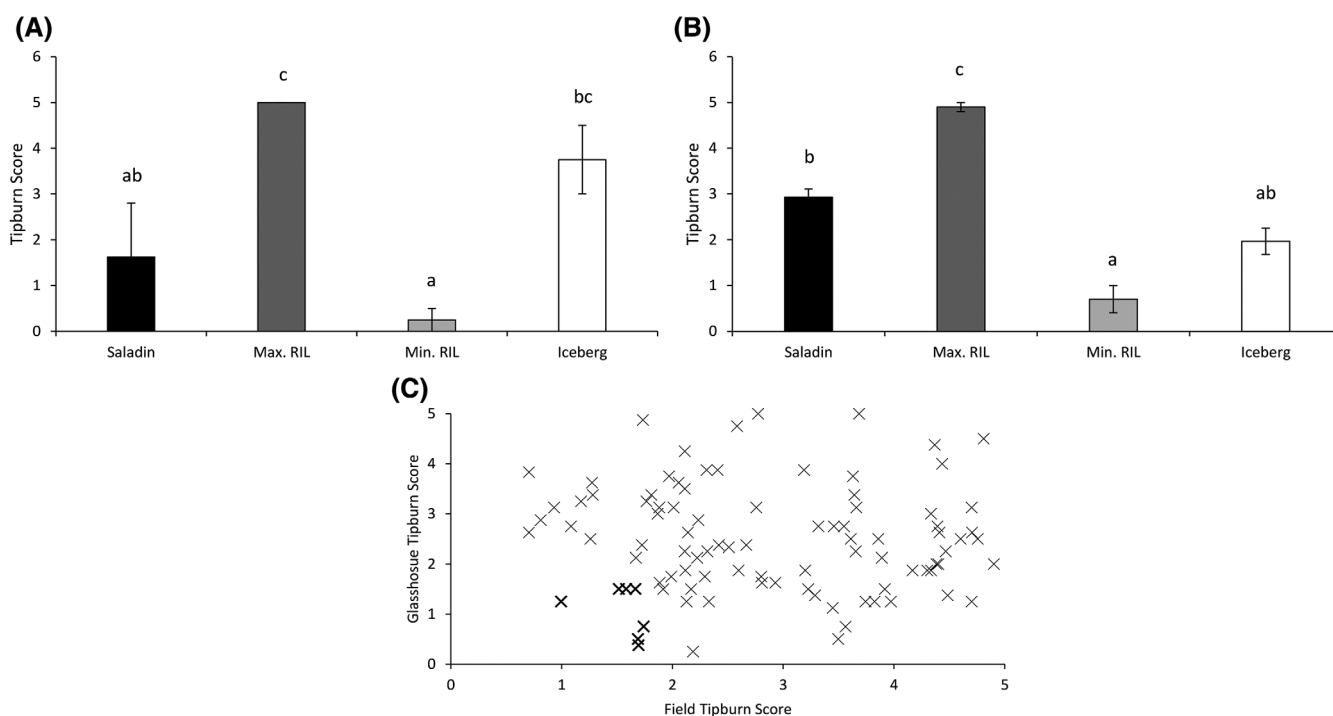 (A)
6
5
4
3
2
1
0
Tipburn Score
ab
c
a
bc
Saladin Max. RIL Min. RIL Iceberg
(B)
6
5
4
3
2
1
0
Tipburn Score
b
c
a
ab
Saladin Max. RIL Min. RIL Iceberg
(C)
5
4
3
2
1
0
Glasshosue Tipburn Score
0 1 2 3 4 5
Field Tipburn Score